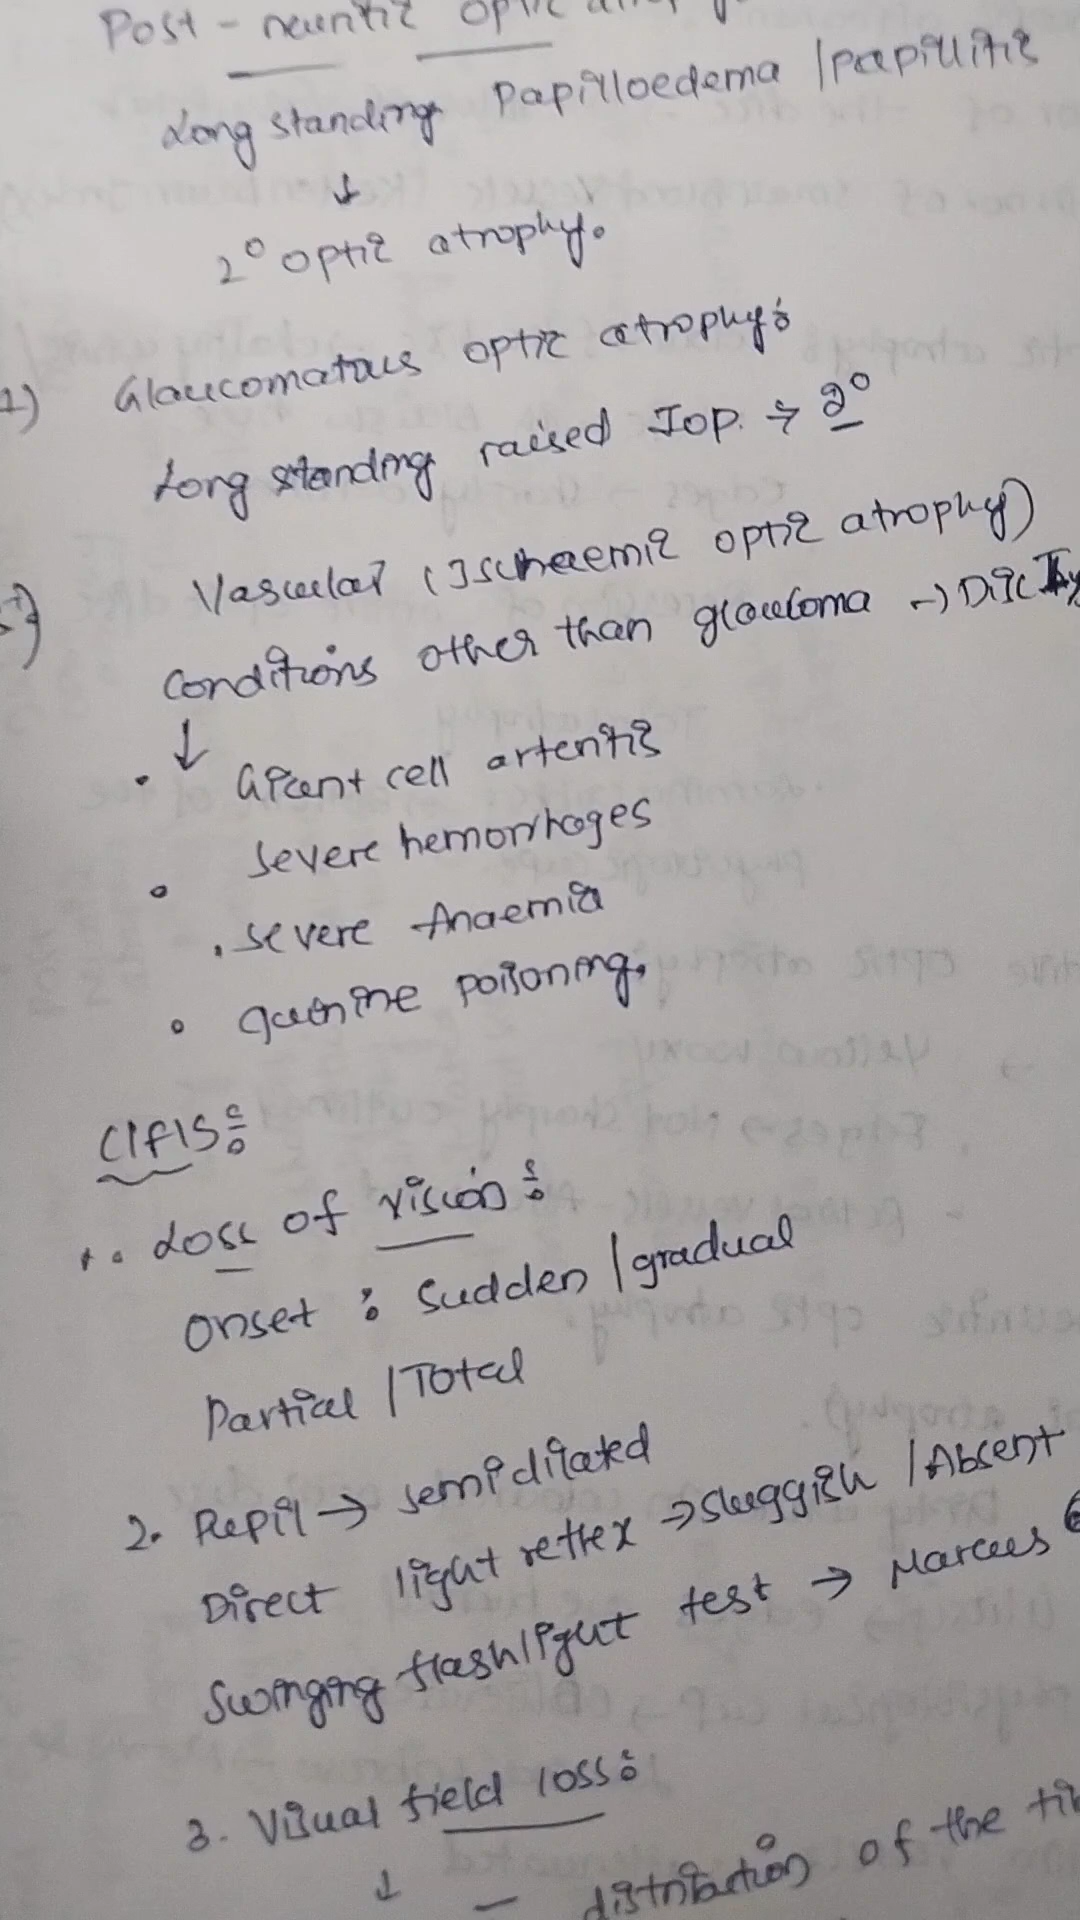 Post-neuritic optic
Long standing Papilloedema / papillitis
↓
2° optic atrophy.
Glaucomatous optic atrophy:
Long standing raised IOP. → 2°
Vascular (Ischaemic optic atrophy)
Conditions other than glaucoma → Disc
↓
• Giant cell arteritis
• severe hemorrhages
• severe Anaemia
• quinine poisoning.
C/F/S:
1. Loss of vision:
Onset: Sudden / gradual
Partial / Total
2. Pupil → semidilated
Direct light reflex → sluggish / Absent
Swinging flashlight test → Marcus
3. Visual field loss:
↓ - distribution of the